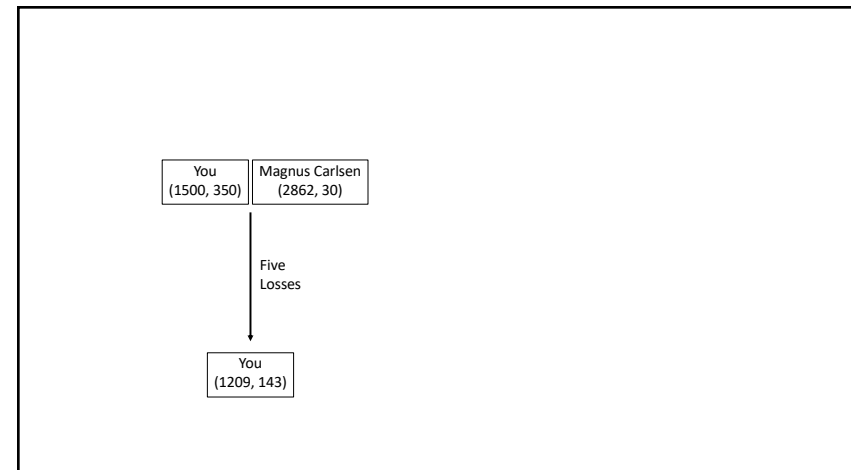 You
(1500, 350)
Magnus Carlsen
(2862, 30)
Five
Losses
You
(1209, 143)